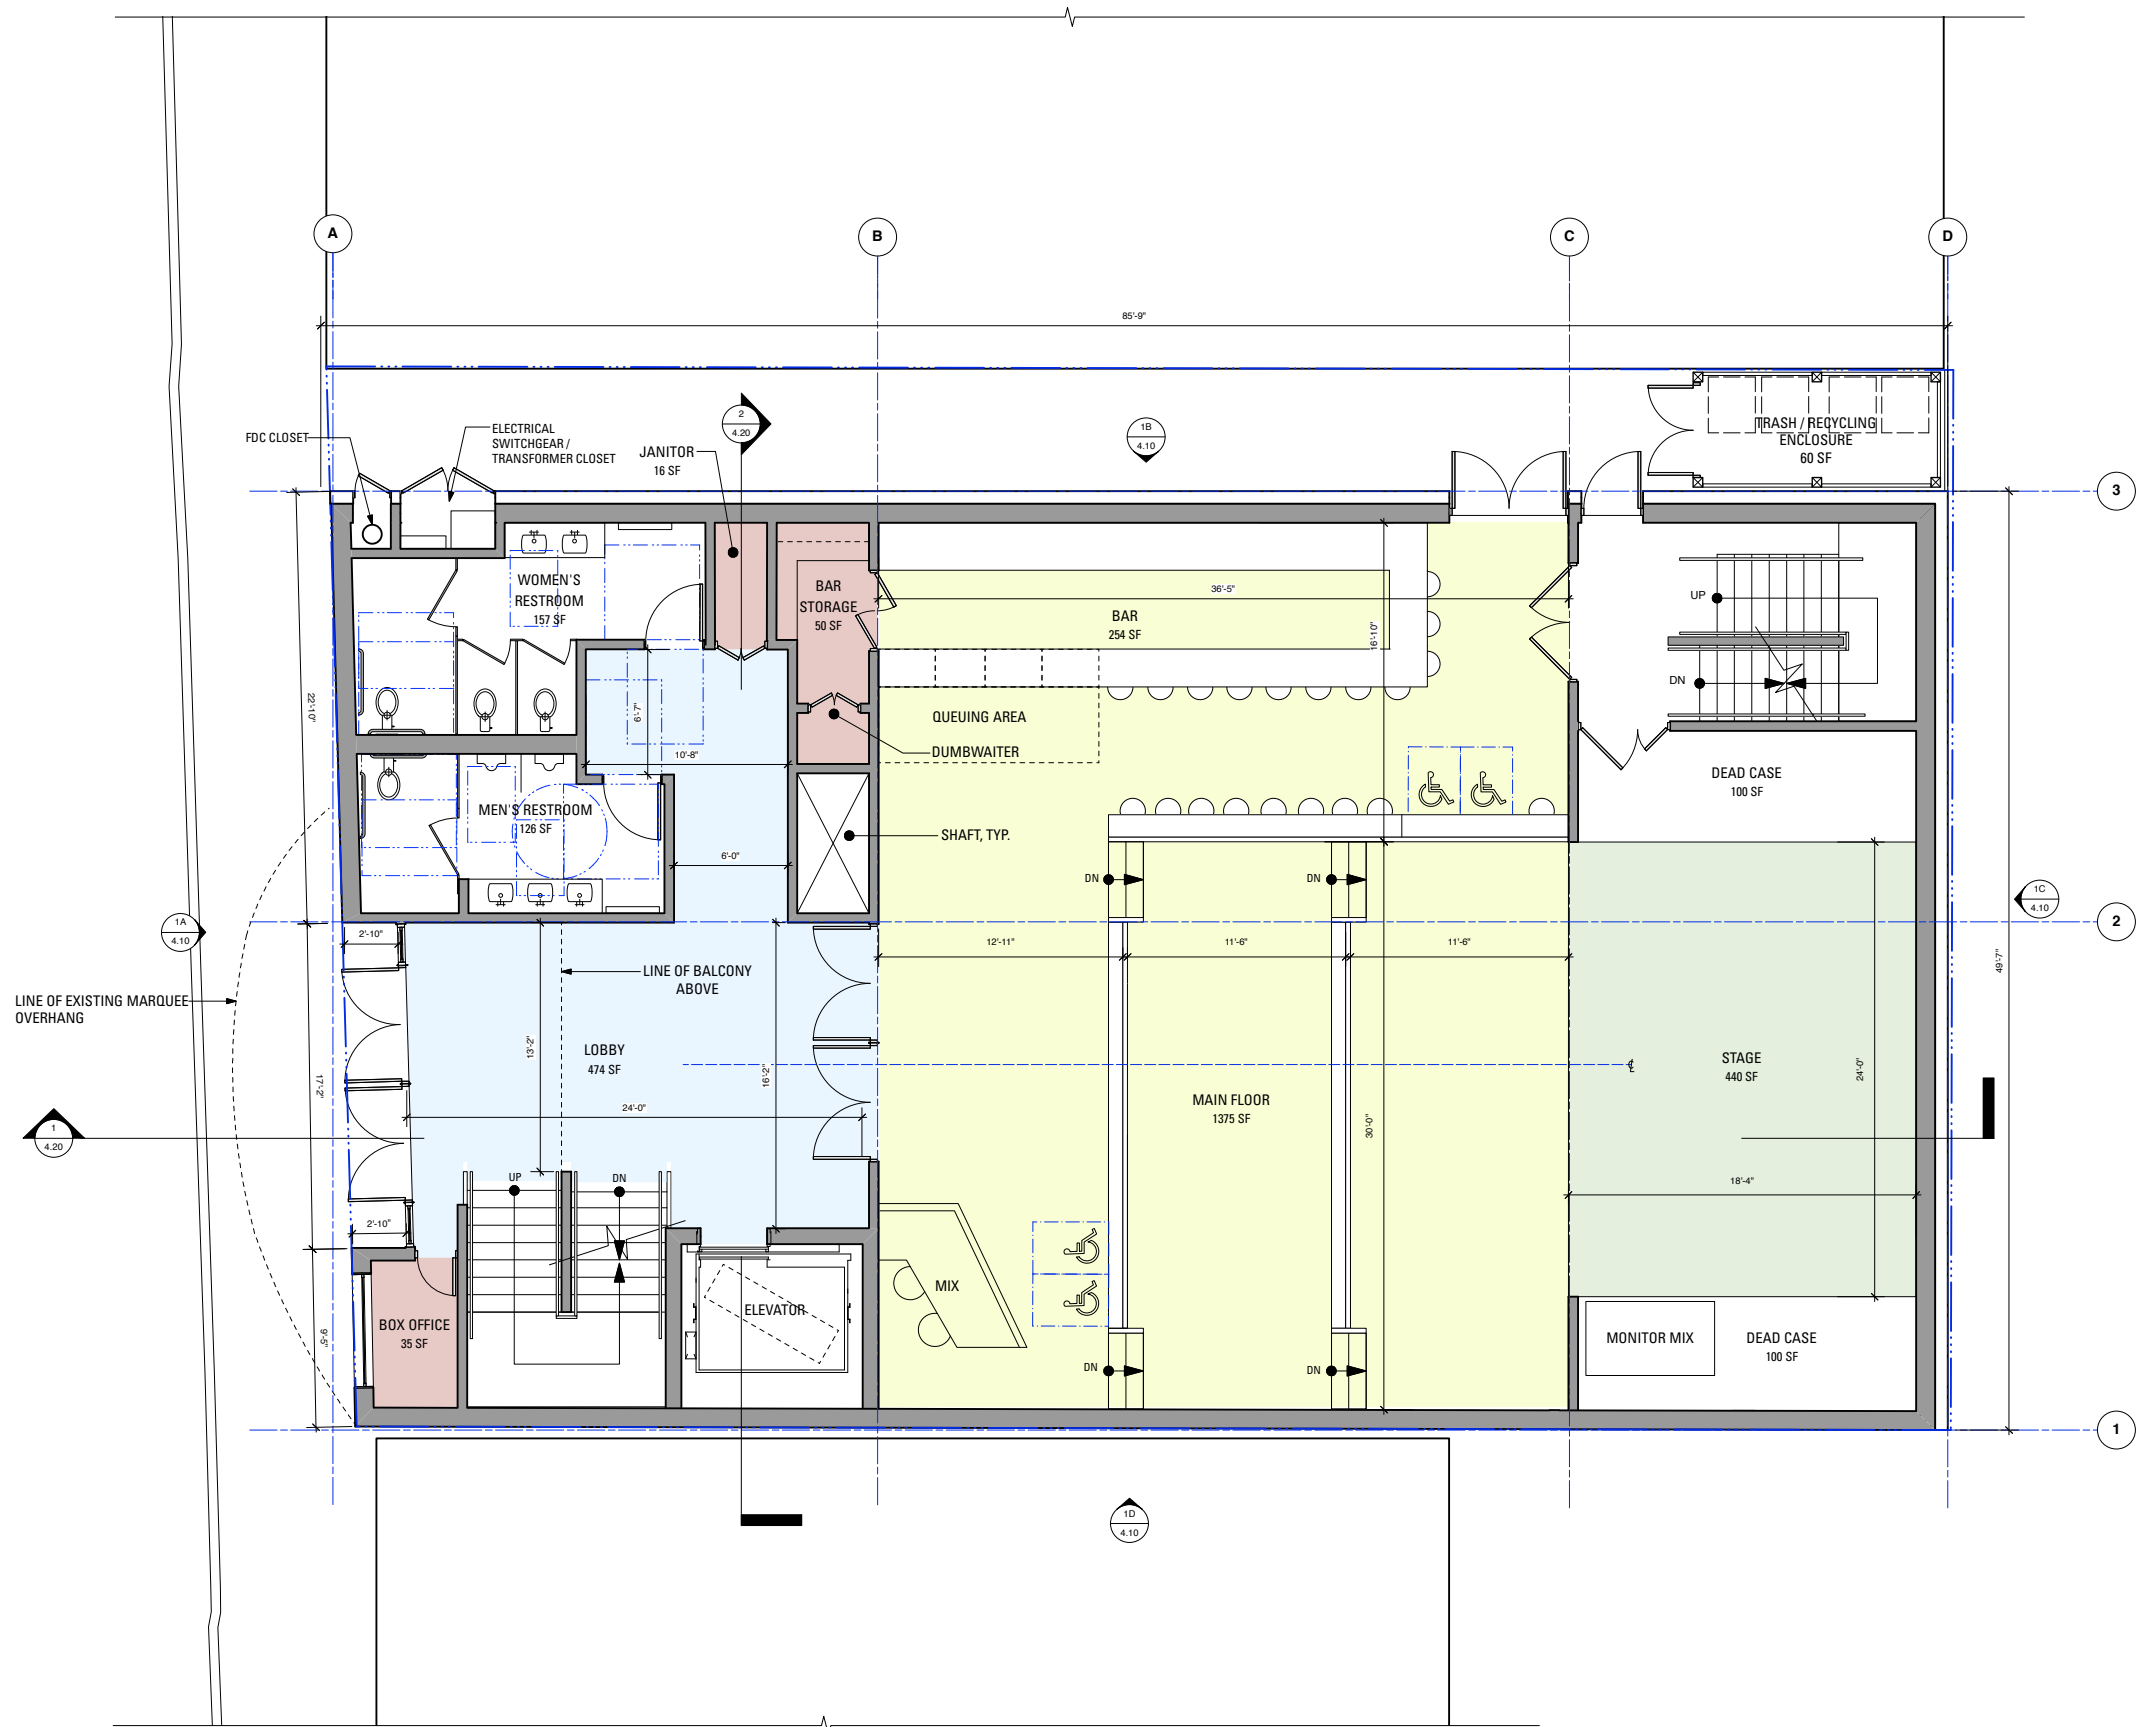 A
B
C
D
85'-9"
TRASH / RECYCLING
ENCLOSURE
60 SF
FDC CLOSET
ELECTRICAL
SWITCHGEAR /
TRANSFORMER CLOSET
2
4.20
JANITOR
16 SF
1B
4.10
3
WOMEN'S
RESTROOM
157 SF
BAR
STORAGE
50 SF
36'-5"
BAR
254 SF
16'-10"
UP
DN
22'-10"
6'-7"
10'-8"
QUEUING AREA
DUMBWAITER
DEAD CASE
100 SF
MEN'S RESTROOM
126 SF
SHAFT, TYP.
6'-0"
DN
DN
1A
4.10
1C
4.10
2
2'-10"
12'-11"
11'-6"
11'-6"
49'-7"
LINE OF BALCONY
ABOVE
LINE OF EXISTING MARQUEE
OVERHANG
13'-2"
LOBBY
474 SF
16'-2"
17'-2"
24'-0"
MAIN FLOOR
1375 SF
30'-0"
STAGE
440 SF
24'-0"
1
4.20
UP
DN
18'-4"
2'-10"
BOX OFFICE
35 SF
9'-5"
ELEVATOR
MIX
DN
DN
MONITOR MIX
DEAD CASE
100 SF
1
1D
4.10